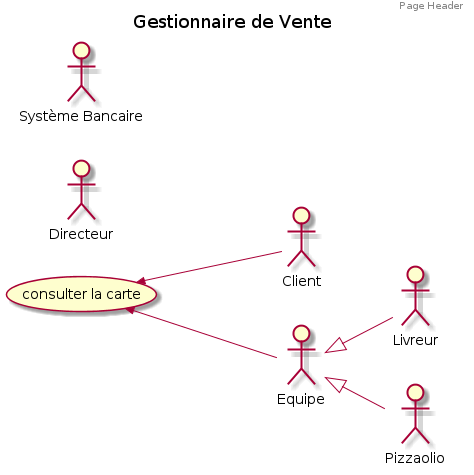 Page Header
Gestionnaire de Vente
Système Bancaire
Directeur
consulter la carte
Client
Equipe
Livreur
Pizzaolio